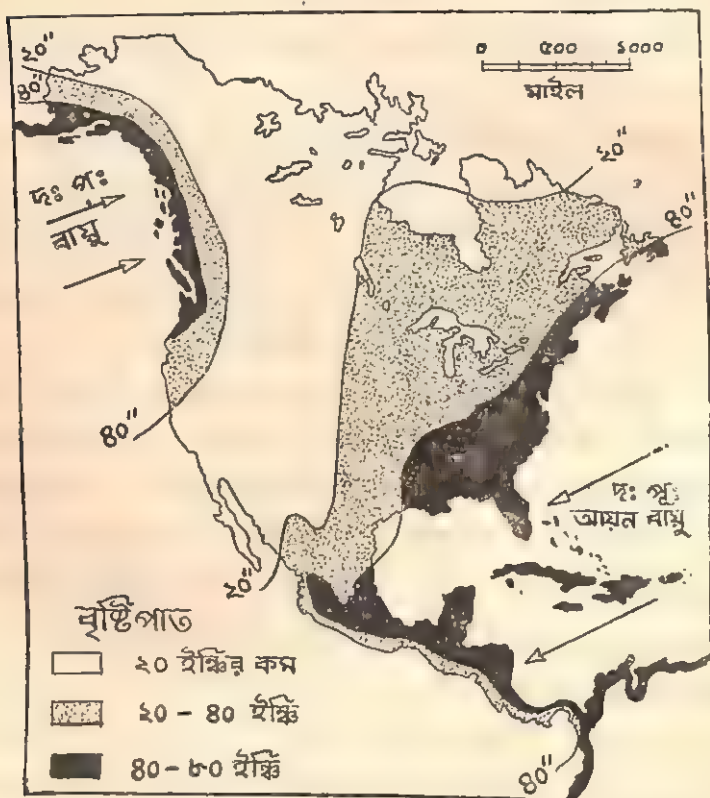 ০ ৫০০ ১০০০
মাইল
২০"
৪০"
দঃ পঃ
বায়ু
২০"
৪০"
৪০"
দঃ পূঃ
আয়ন বায়ু
২০"
বৃষ্টিপাত
২০ ইঞ্চির কম
২০ - ৪০ ইঞ্চি
৪০ - ৮০ ইঞ্চি
৪০"